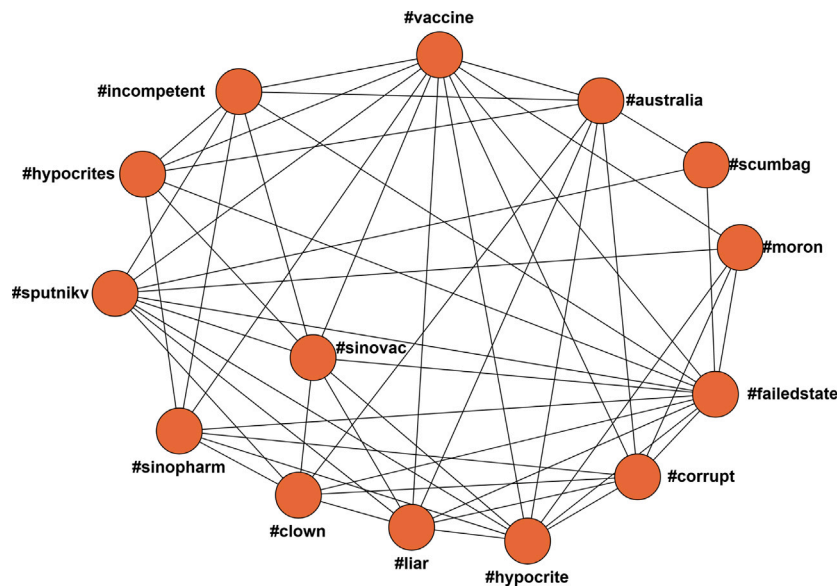 #vaccine
#incompetent
#australia
#scumbag
#hypocrites
#moron
#sputnikv
#sinovac
#failedstate
#sinopharm
#corrupt
#clown
#liar
#hypocrite